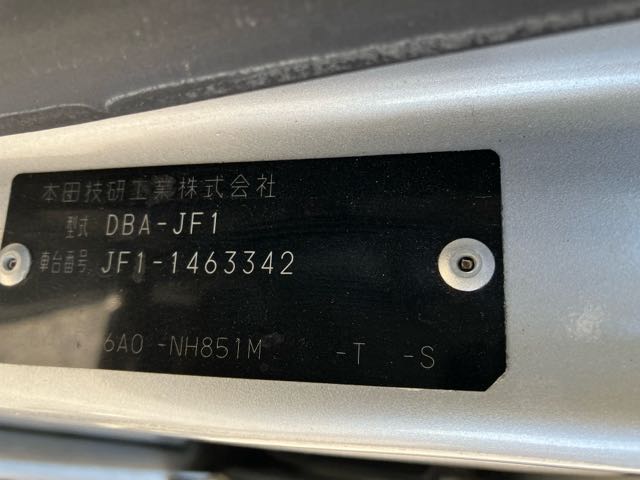 本田技研工業株式会社
型式 DBA-JF1
車台番号 JF1-1463342
6A0 -NH851M -T -S